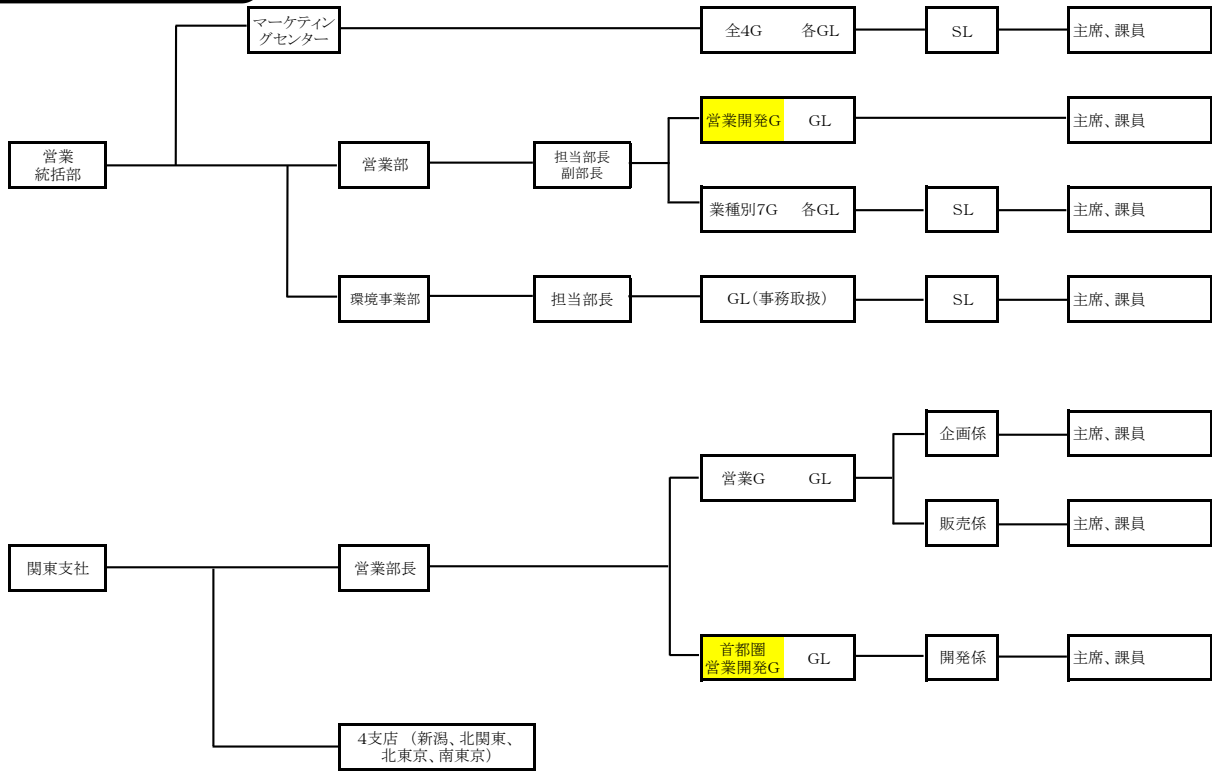 マーケティン
グセンター
全4G 各GL
SL
主席、課員
営業開発G GL
主席、課員
営業
統括部
営業部
担当部長
副部長
業種別7G 各GL
SL
主席、課員
環境事業部
担当部長
GL(事務取扱)
SL
主席、課員
企画係
主席、課員
営業G GL
販売係
主席、課員
関東支社
営業部長
首都圏
営業開発G GL
開発係
主席、課員
4支店 (新潟、北関東、
北東京、南東京)